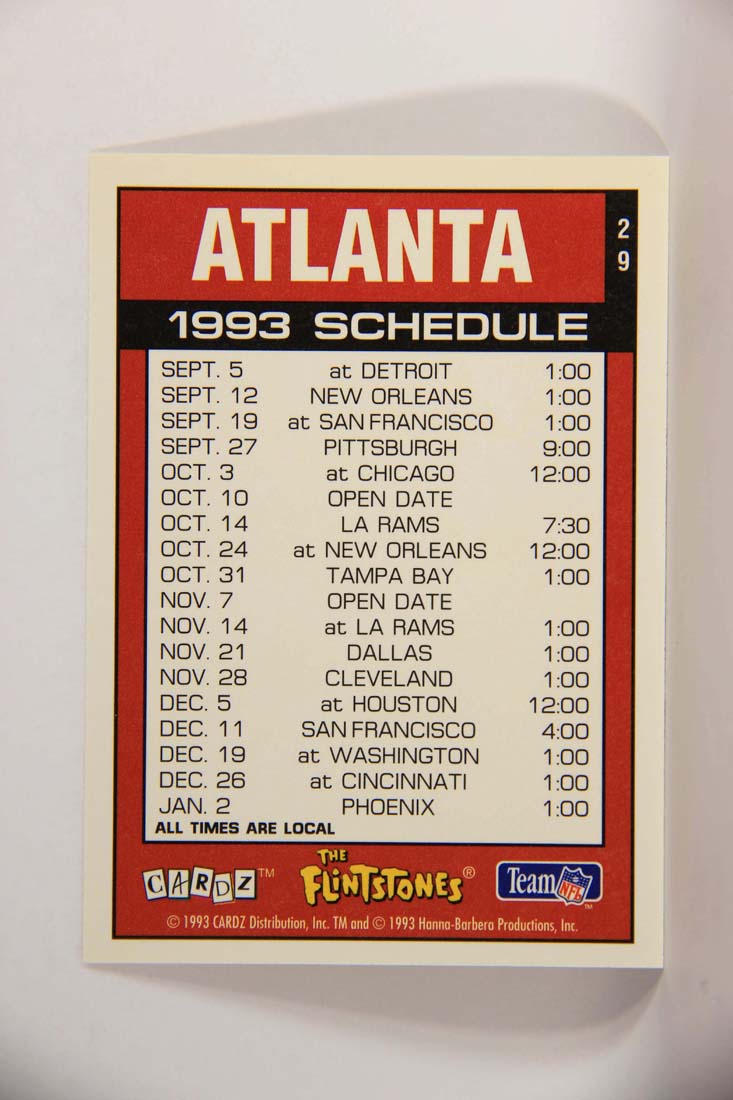 ATLANTA
29
1993 SCHEDULE
SEPT. 5 at DETROIT 1:00
SEPT. 12 NEW ORLEANS 1:00
SEPT. 19 at SAN FRANCISCO 1:00
SEPT. 27 PITTSBURGH 9:00
OCT. 3 at CHICAGO 12:00
OCT. 10 OPEN DATE
OCT. 14 LA RAMS 7:30
OCT. 24 at NEW ORLEANS 12:00
OCT. 31 TAMPA BAY 1:00
NOV. 7 OPEN DATE
NOV. 14 at LA RAMS 1:00
NOV. 21 DALLAS 1:00
NOV. 28 CLEVELAND 1:00
DEC. 5 at HOUSTON 12:00
DEC. 11 SAN FRANCISCO 4:00
DEC. 19 at WASHINGTON 1:00
DEC. 26 at CINCINNATI 1:00
JAN. 2 PHOENIX 1:00
ALL TIMES ARE LOCAL
CARDZ™ THE FLINTSTONES® Team NFL™
© 1993 CARDZ Distribution, Inc. TM and © 1993 Hanna-Barbera Productions, Inc.